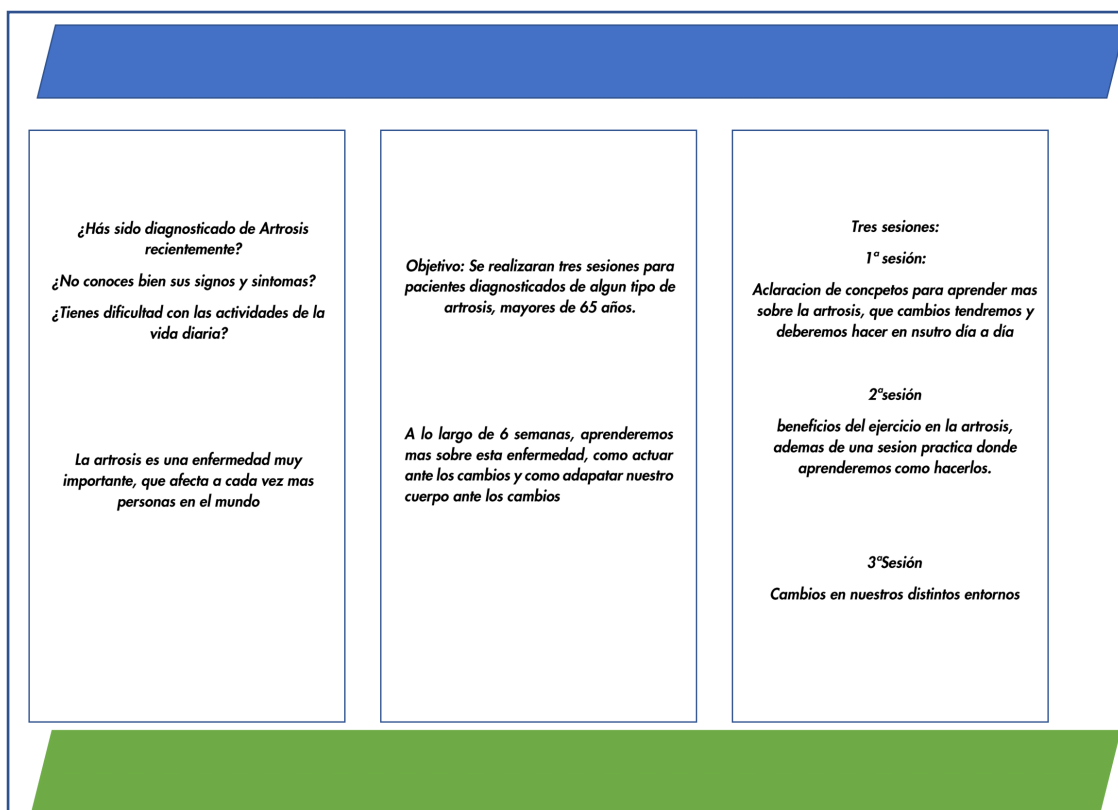 ¿Hás sido diagnosticado de Artrosis
recientemente?
¿No conoces bien sus signos y sintomas?
¿Tienes dificultad con las actividades de la
vida diaria?
La artrosis es una enfermedad muy
importante, que afecta a cada vez mas
personas en el mundo
Objetivo: Se realizaran tres sesiones para
pacientes diagnosticados de algun tipo de
artrosis, mayores de 65 años.
A lo largo de 6 semanas, aprenderemos
mas sobre esta enfermedad, como actuar
ante los cambios y como adapatar nuestro
cuerpo ante los cambios
Tres sesiones:
1ª sesión:
Aclaracion de concpetos para aprender mas
sobre la artrosis, que cambios tendremos y
deberemos hacer en nsutro día a día
2ªsesión
beneficios del ejercicio en la artrosis,
ademas de una sesion practica donde
aprenderemos como hacerlos.
3ªSesión
Cambios en nuestros distintos entornos